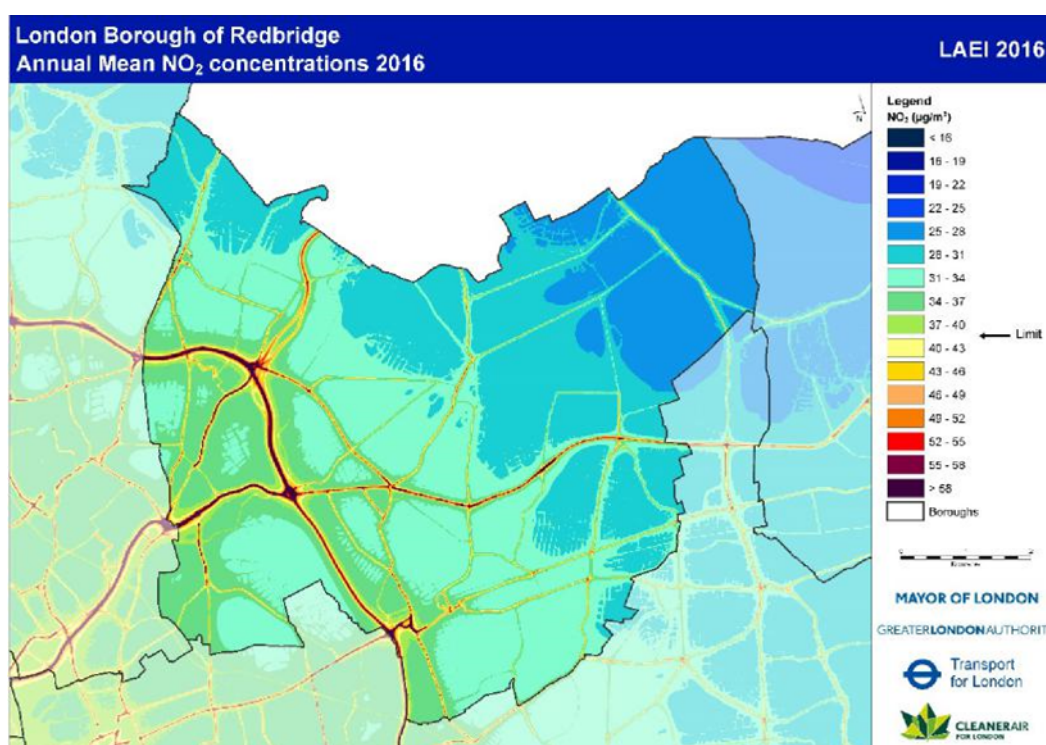 London Borough of Redbridge
Annual Mean NO₂ concentrations 2016
LAEI 2016
N
Legend
NO₂ (µg/m³)
< 16
16 - 19
19 - 22
22 - 25
25 - 28
28 - 31
31 - 34
34 - 37
37 - 40
Limit
40 - 43
43 - 46
46 - 49
49 - 52
52 - 55
55 - 58
> 58
Boroughs
MAYOR OF LONDON
GREATERLONDONAUTHORIT
Transport
for London
CLEANERAIR
FOR LONDON